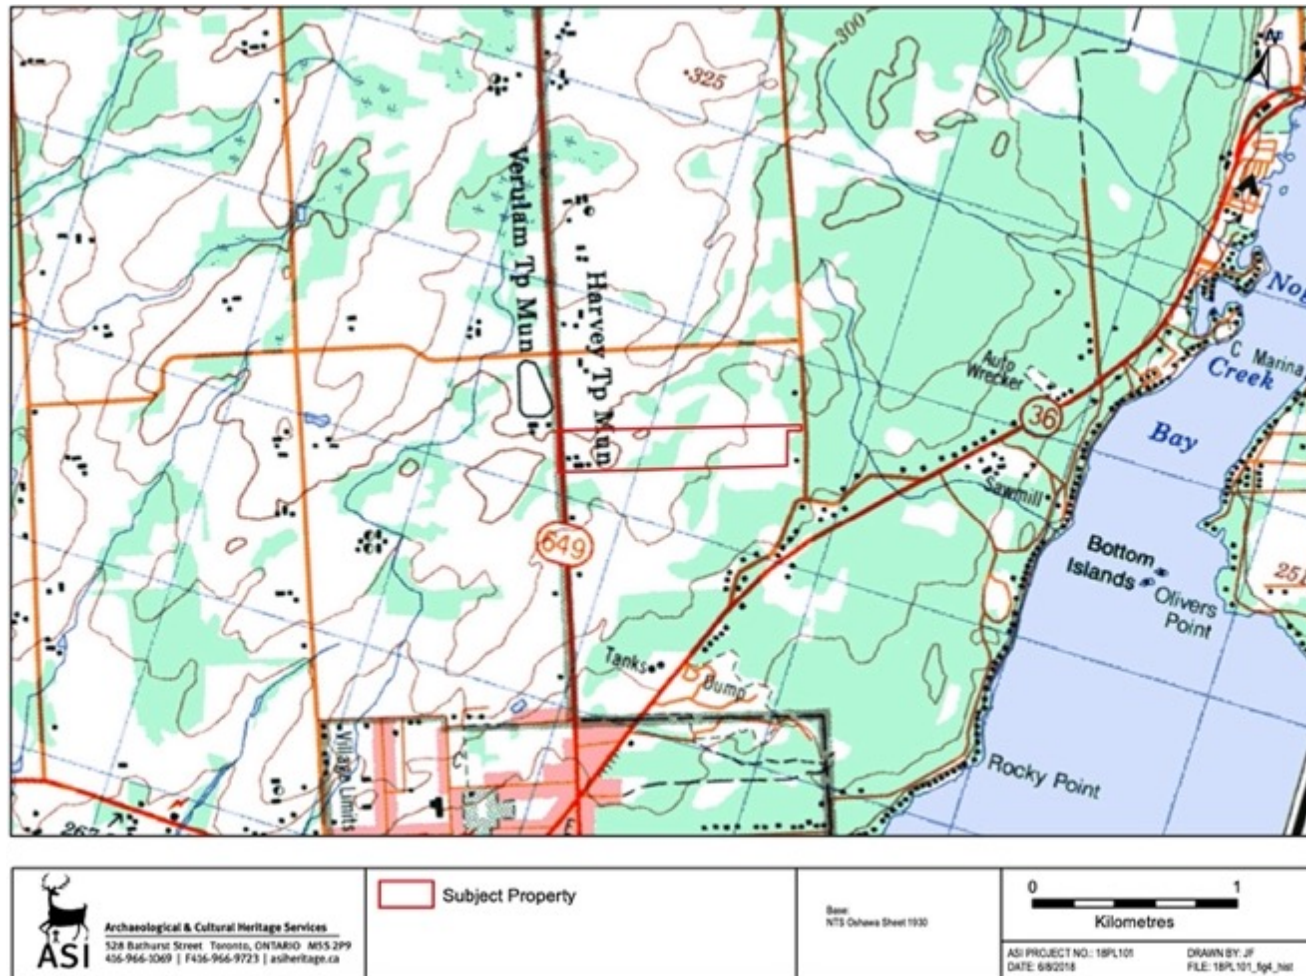 300
325
Verulam Tp Mun
Harvey Tp Mun
Auto
Wrecker
36
C Marina
Creek
Bay
Sawmill
649
Bottom
Islands
Olivers
Point
Tanks
Dump
Village Limits
Rocky Point
267
ASI
Archaeological & Cultural Heritage Services
528 Bathurst Street Toronto, ONTARIO M5S 2P9
416-966-1069 | F416-966-9723 | asiheritage.ca
Subject Property
Base:
NTS Oshawa Sheet 1930
0 1
Kilometres
ASI PROJECT NO.: 18PL101
DATE: 6/8/2018
DRAWN BY: JF
FILE: 18PL101_fig4_hist